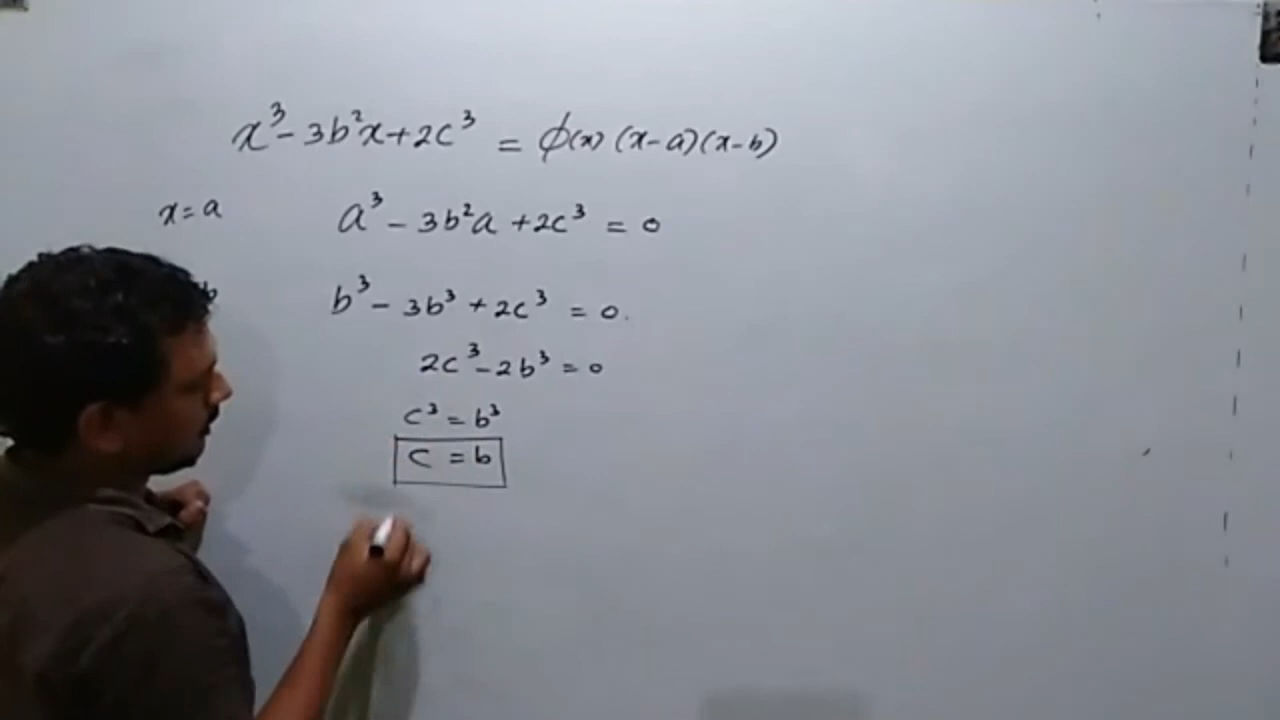 x³ - 3b²x + 2c³ = ϕ(x) (x-a)(x-b)
x = a a³ - 3b²a + 2c³ = 0
b b³ - 3b³ + 2c³ = 0.
2c³ - 2b³ = 0
c³ = b³
c = b